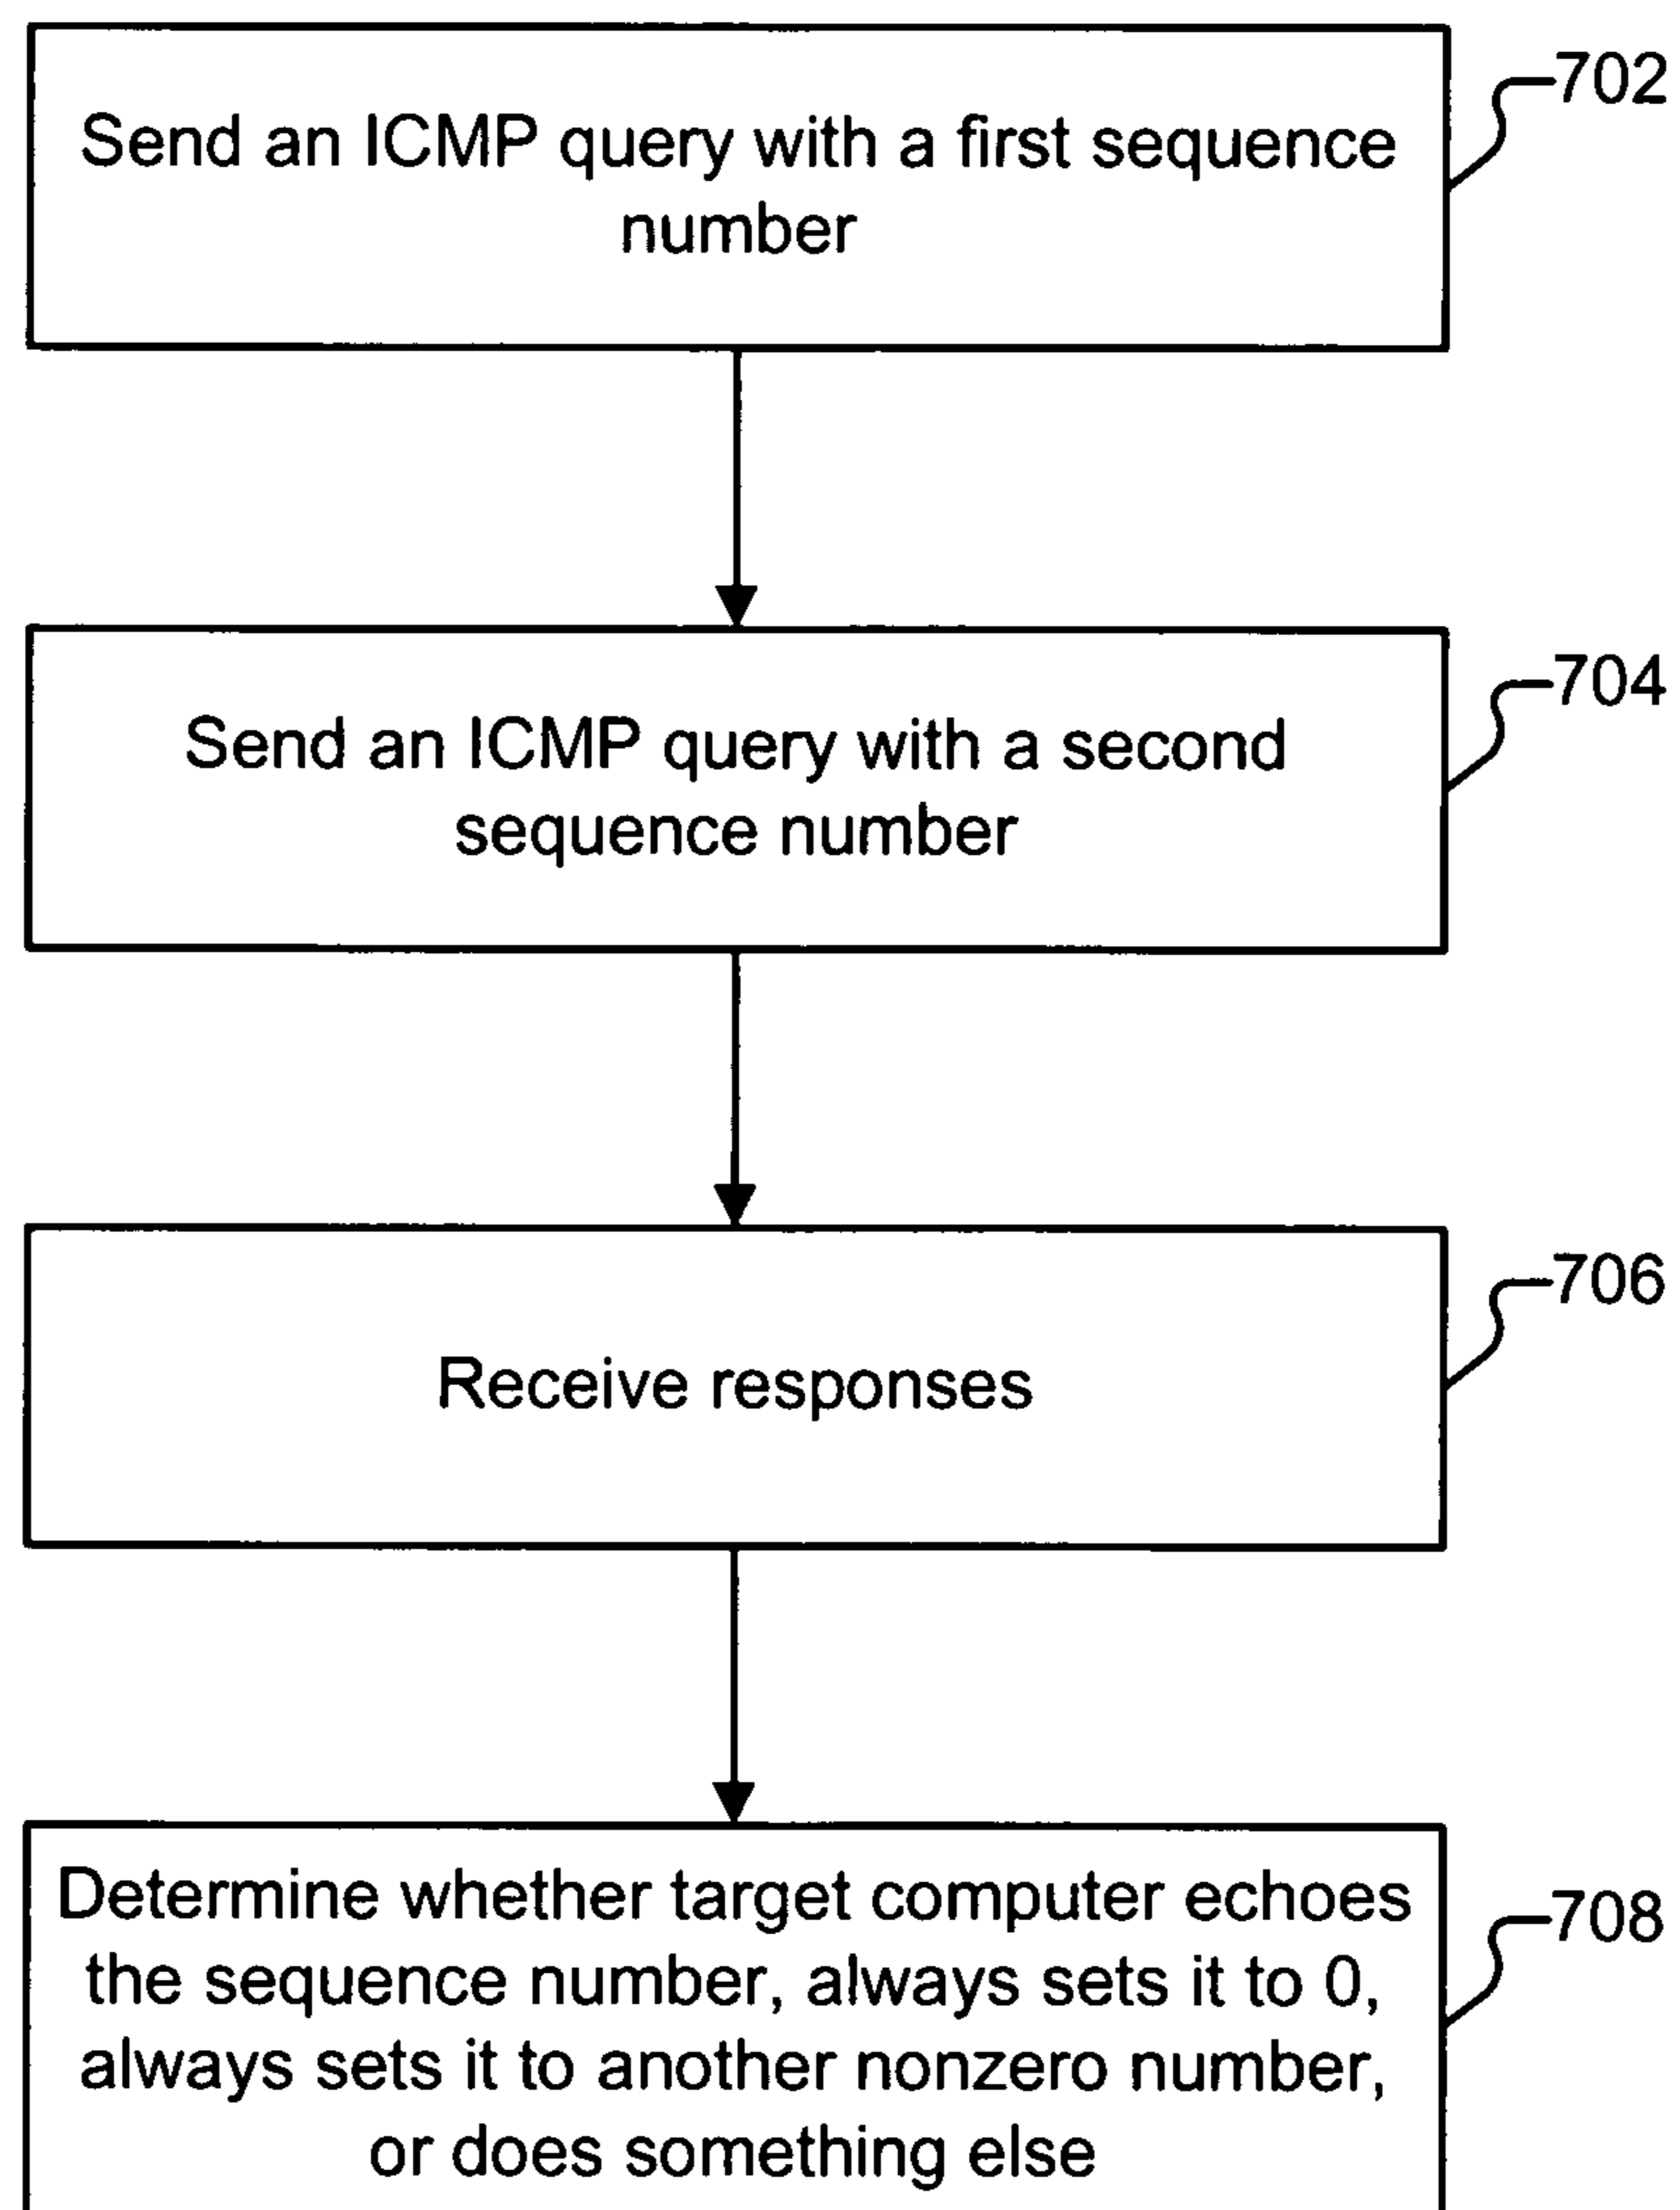 702
Send an ICMP query with a first sequence
number
704
Send an ICMP query with a second
sequence number
706
Receive responses
708
Determine whether target computer echoes
the sequence number, always sets it to 0,
always sets it to another nonzero number,
or does something else